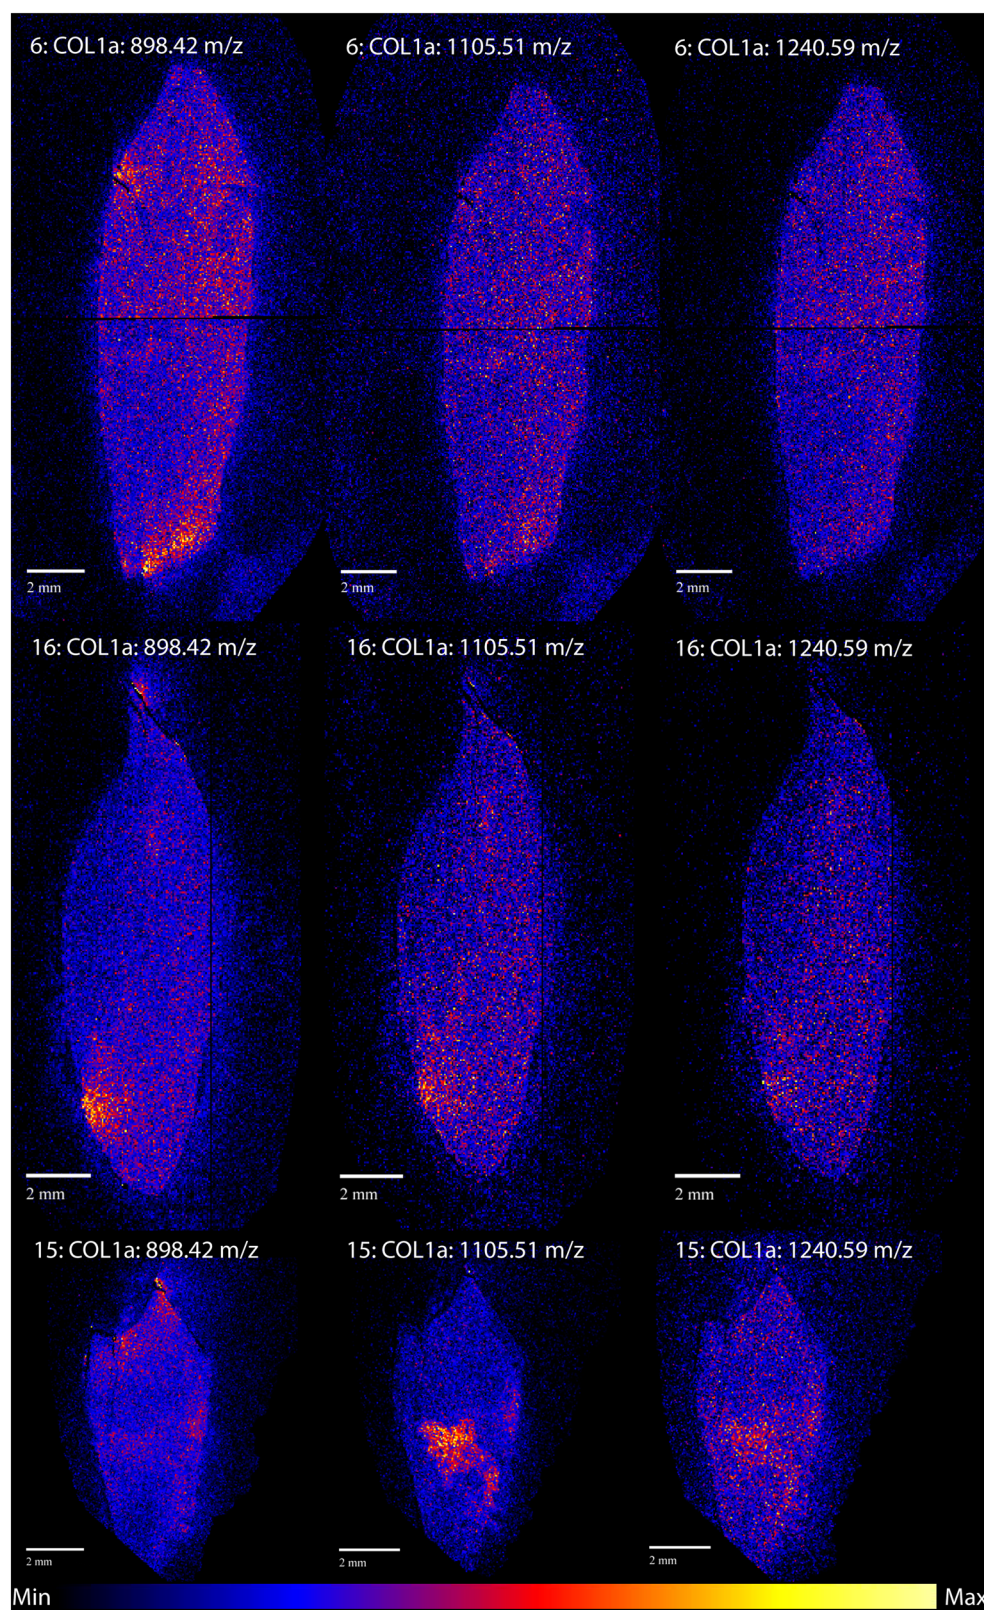 6: COL1a: 898.42 m/z
6: COL1a: 1105.51 m/z
6: COL1a: 1240.59 m/z
2 mm
2 mm
2 mm
16: COL1a: 898.42 m/z
16: COL1a: 1105.51 m/z
16: COL1a: 1240.59 m/z
2 mm
2 mm
2 mm
15: COL1a: 898.42 m/z
15: COL1a: 1105.51 m/z
15: COL1a: 1240.59 m/z
2 mm
2 mm
2 mm
Min
Max